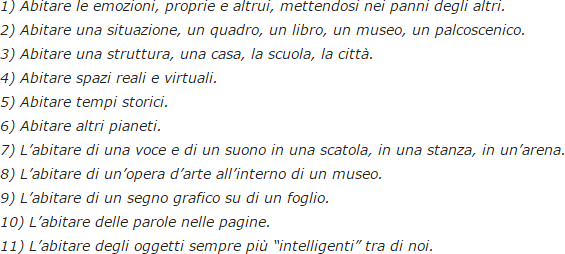 1) Abitare le emozioni, proprie e altrui, mettendosi nei panni degli altri.
2) Abitare una situazione, un quadro, un libro, un museo, un palcoscenico.
3) Abitare una struttura, una casa, la scuola, la città.
4) Abitare spazi reali e virtuali.
5) Abitare tempi storici.
6) Abitare altri pianeti.
7) L’abitare di una voce e di un suono in una scatola, in una stanza, in un’arena.
8) L’abitare di un’opera d’arte all’interno di un museo.
9) L’abitare di un segno grafico su di un foglio.
10) L’abitare delle parole nelle pagine.
11) L’abitare degli oggetti sempre più “intelligenti” tra di noi.